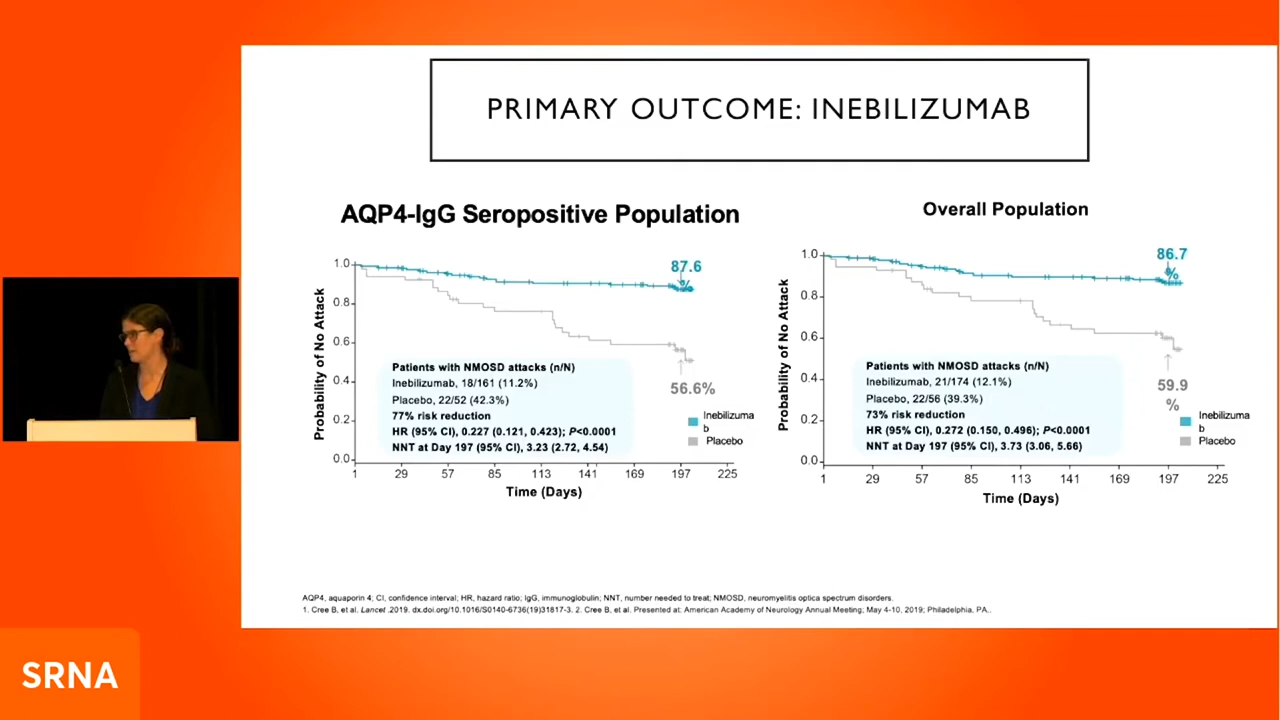 PRIMARY OUTCOME: INEBILIZUMAB
AQP4-IgG Seropositive Population
Probability of No Attack
1.0
0.8
0.6
0.4
0.2
0.0
87.6
%
56.6%
Patients with NMOSD attacks (n/N)
Inebilizumab, 18/161 (11.2%)
Placebo, 22/52 (42.3%)
77% risk reduction
HR (95% CI), 0.227 (0.121, 0.423); P<0.0001
NNT at Day 197 (95% CI), 3.23 (2.72, 4.54)
Inebilizuma
b
Placebo
1 29 57 85 113 141 169 197 225
Time (Days)
Overall Population
Probability of No Attack
1.0
0.8
0.6
0.4
0.2
0.0
86.7
%
59.9
%
Patients with NMOSD attacks (n/N)
Inebilizumab, 21/174 (12.1%)
Placebo, 22/56 (39.3%)
73% risk reduction
HR (95% CI), 0.272 (0.150, 0.496); P<0.0001
NNT at Day 197 (95% CI), 3.73 (3.06, 5.66)
Inebilizuma
b
Placebo
1 29 57 85 113 141 169 197 225
Time (Days)
AQP4, aquaporin 4; CI, confidence interval; HR, hazard ratio; IgG, immunoglobulin; NNT, number needed to treat; NMOSD, neuromyelitis optica spectrum disorders.
1. Cree B, et al. Lancet .2019. dx.doi.org/10.1016/S0140-6736(19)31817-3. 2. Cree B, et al. Presented at: American Academy of Neurology Annual Meeting; May 4-10, 2019; Philadelphia, PA..
SRNA